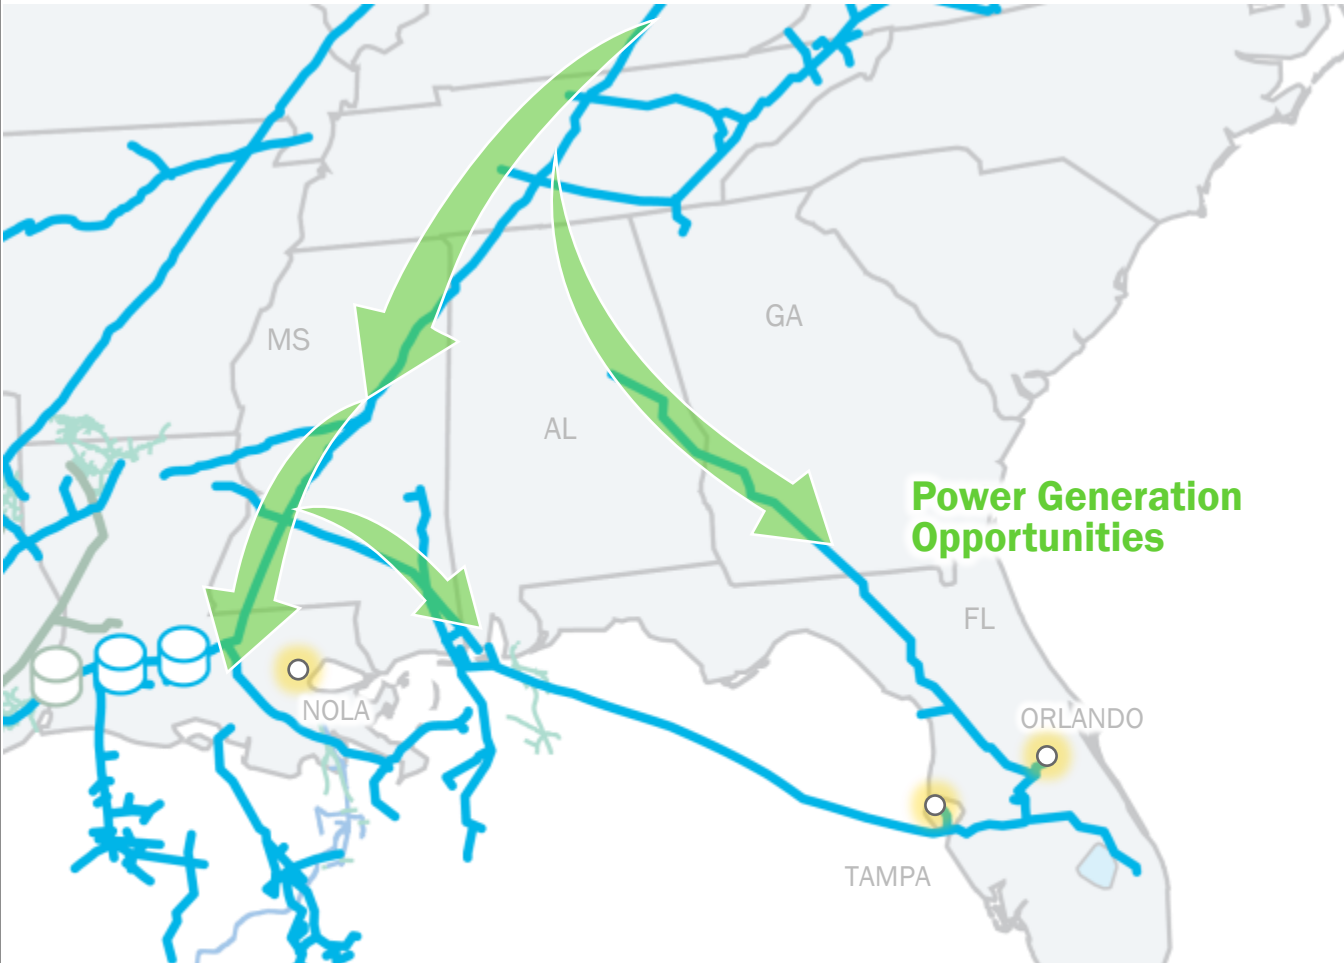 MS
GA
AL
Power Generation
Opportunities
FL
NOLA
ORLANDO
TAMPA